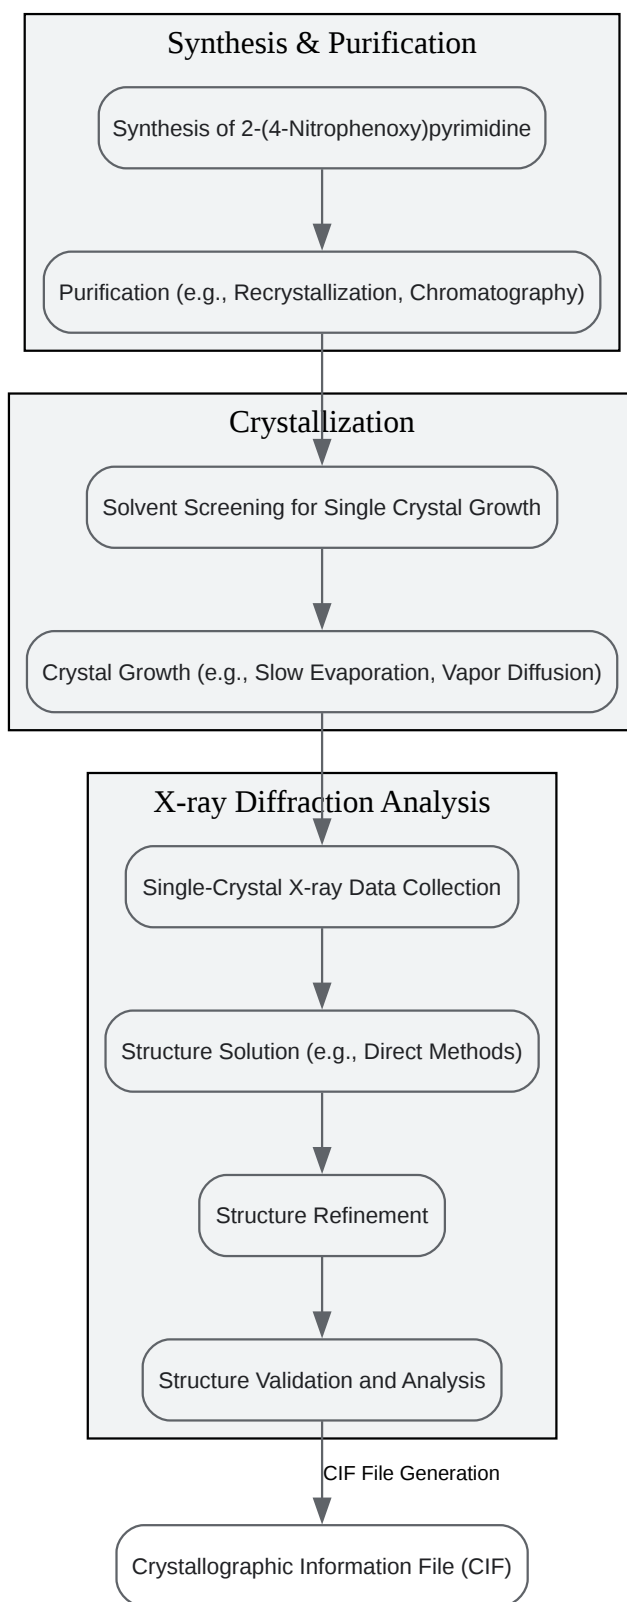 Synthesis & Purification
Synthesis of 2-(4-Nitrophenoxy)pyrimidine
Purification (e.g., Recrystallization, Chromatography)
Crystallization
Solvent Screening for Single Crystal Growth
Crystal Growth (e.g., Slow Evaporation, Vapor Diffusion)
X-ray Diffraction Analysis
Single-Crystal X-ray Data Collection
Structure Solution (e.g., Direct Methods)
Structure Refinement
Structure Validation and Analysis
CIF File Generation
Crystallographic Information File (CIF)